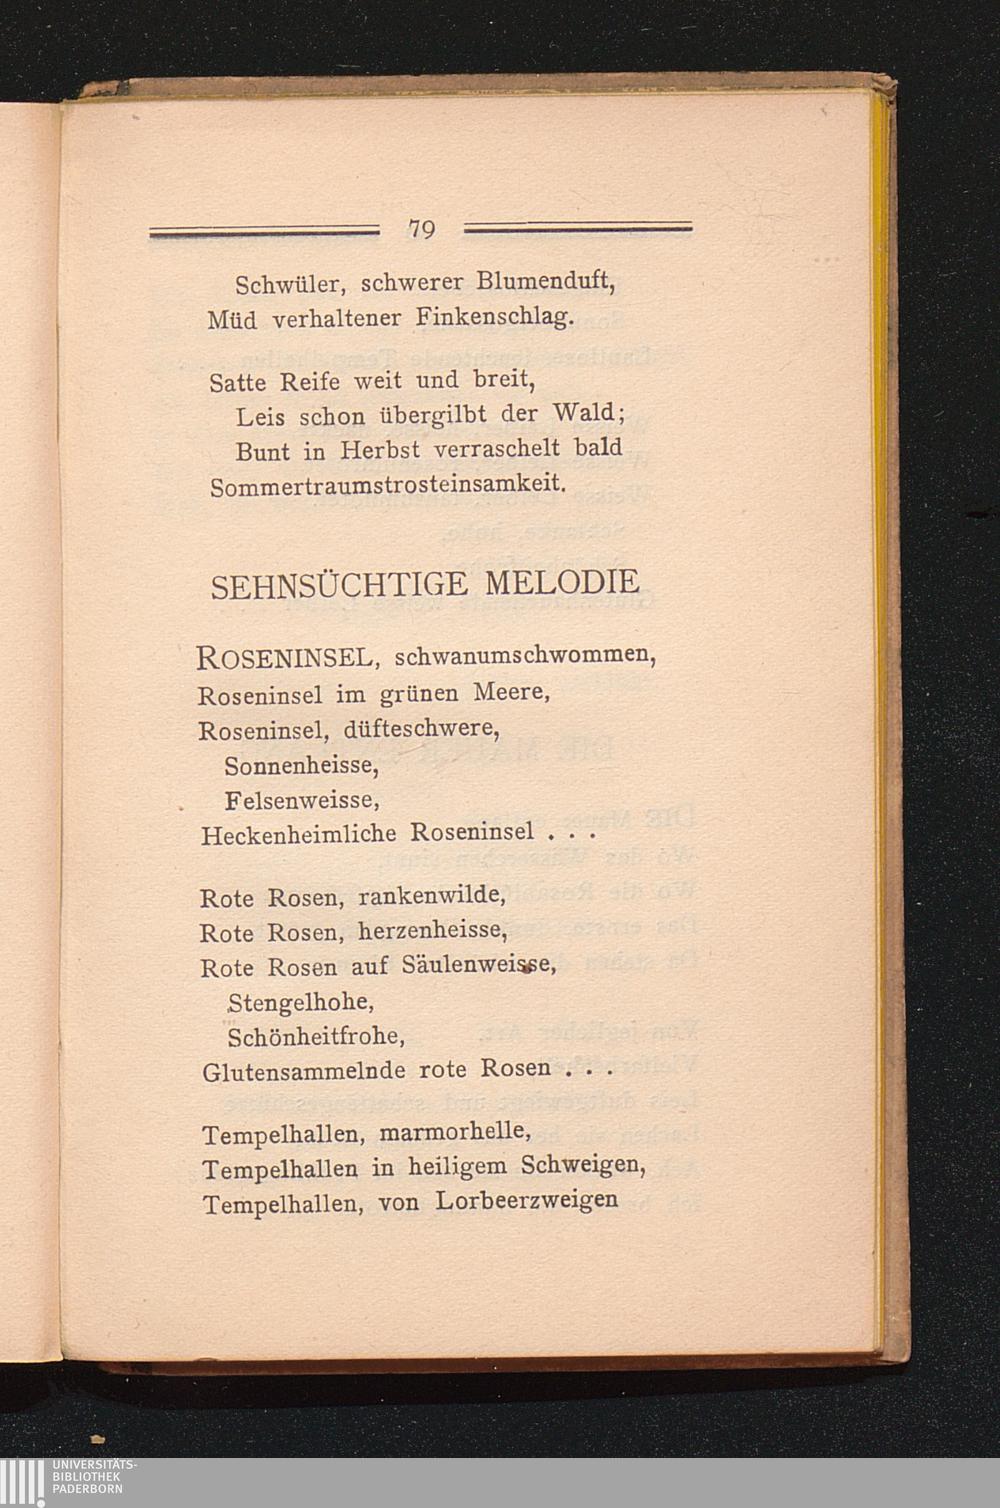 79
Schwüler, schwerer Blumenduft,
Müd verhaltener Finkenschlag.
Satte Reife weit und breit,
Leis schon übergilbt der Wald;
Bunt in Herbst verraschelt bald
Sommertraumstrosteinsamkeit.
SEHNSÜCHTIGE MELODIE
ROSENINSEL, schwanumschwommen,
Roseninsel im grünen Meere,
Roseninsel, düfteschwere,
Sonnenheisse,
Felsenweisse,
Heckenheimliche Roseninsel . . .
Rote Rosen, rankenwilde,
Rote Rosen, herzenheisse,
Rote Rosen auf Säulenweisse,
Stengelhohe,
Schönheitfrohe,
Glutensammelnde rote Rosen . . .
Tempelhallen, marmorhelle,
Tempelhallen in heiligem Schweigen,
Tempelhallen, von Lorbeerzweigen
UNIVERSITÄTS-
BIBLIOTHEK
PADERBORN